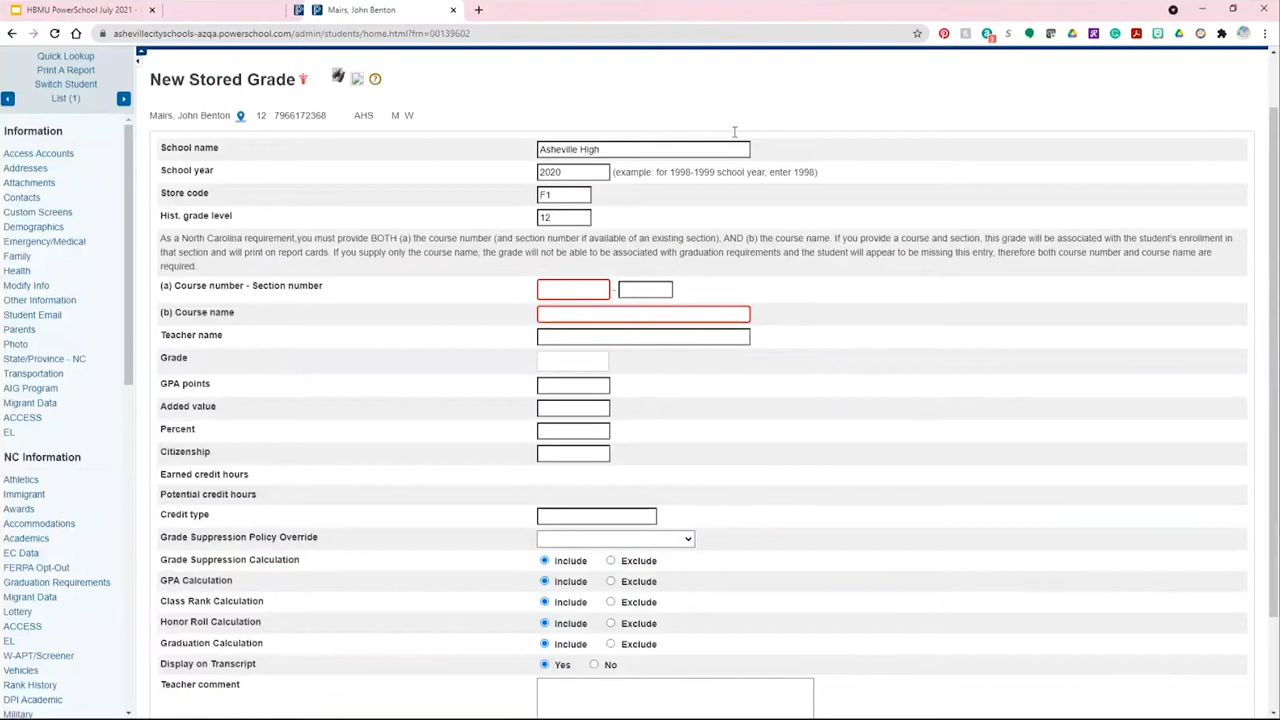 HBMU PowerSchool July 2021 -
Mairs, John Benton
ashevillecityschools-azqa.powerschool.com/admin/students/home.html?frn=00139602
Quick Lookup
Print A Report
Switch Student
List (1)
Information
Access Accounts
Addresses
Attachments
Contacts
Custom Screens
Demographics
Emergency/Medical
Family
Health
Modify Info
Other Information
Student Email
Parents
Photo
State/Province - NC
Transportation
AIG Program
Migrant Data
ACCESS
EL
NC Information
Athletics
Immigrant
Awards
Accommodations
Academics
EC Data
FERPA Opt-Out
Graduation Requirements
Migrant Data
Lottery
ACCESS
EL
W-APT/Screener
Vehicles
Rank History
DPI Academic
Military
New Stored Grade
Mairs, John Benton 12 7966172368 AHS M W
School name Asheville High
School year 2020 (example: for 1998-1999 school year, enter 1998)
Store code F1
Hist. grade level 12
As a North Carolina requirement,you must provide BOTH (a) the course number (and section number if available of an existing section), AND (b) the course name. If you provide a course and section, this grade will be associated with the student's enrollment in
that section and will print on report cards. If you supply only the course name, the grade will not be able to be associated with graduation requirements and the student will appear to be missing this entry, therefore both course number and course name are
required.
(a) Course number - Section number -
(b) Course name
Teacher name
Grade
GPA points
Added value
Percent
Citizenship
Earned credit hours
Potential credit hours
Credit type
Grade Suppression Policy Override
Grade Suppression Calculation Include Exclude
GPA Calculation Include Exclude
Class Rank Calculation Include Exclude
Honor Roll Calculation Include Exclude
Graduation Calculation Include Exclude
Display on Transcript Yes No
Teacher comment